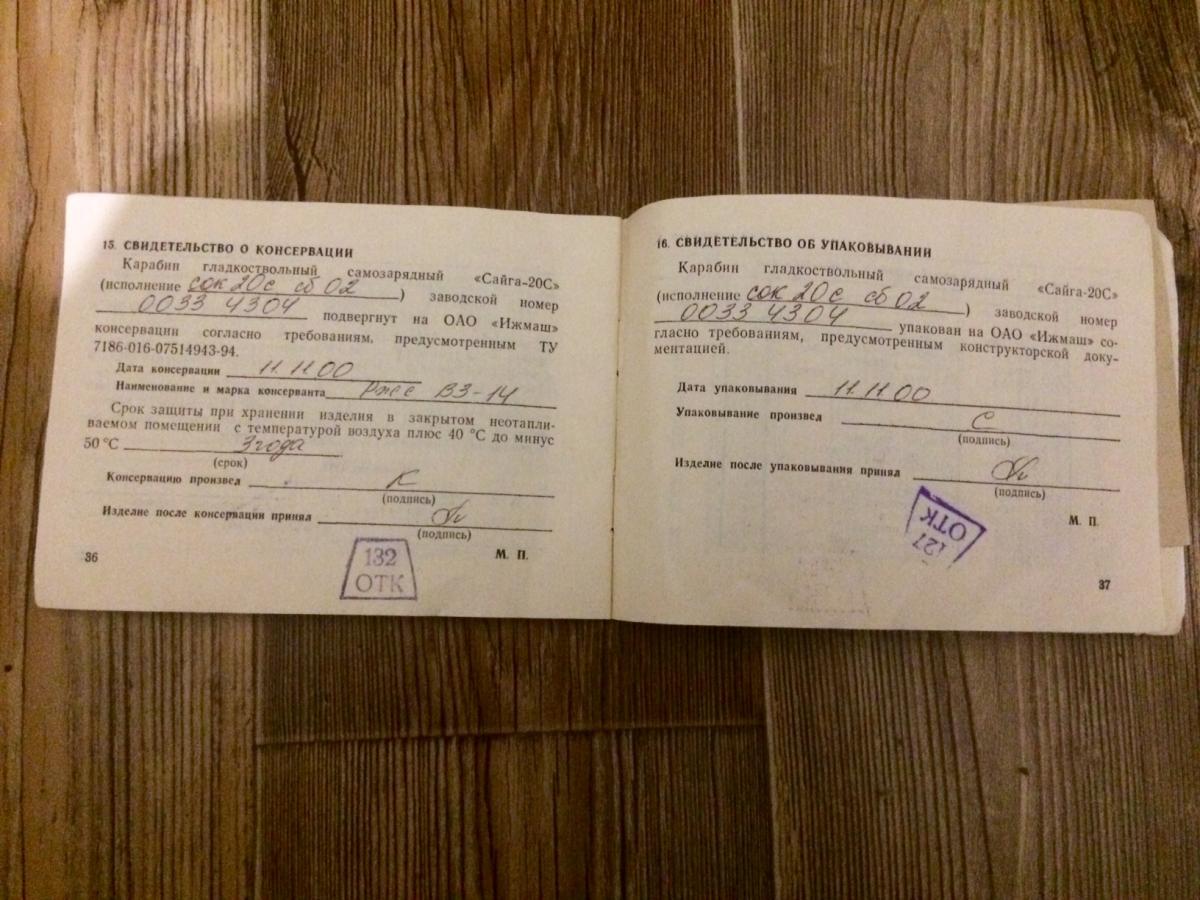 15. СВИДЕТЕЛЬСТВО О КОНСЕРВАЦИИ
Карабин гладкоствольный самозарядный «Сайга-20С»
(исполнение сок 20с сб 02) заводской номер
0033 4304 подвергнут на ОАО «Ижмаш»
консервации согласно требованиям, предусмотренным ТУ
7186-016-07514943-94.
Дата консервации 11.11.00
Наименование и марка консерванта ВЗ-14
Срок защиты при хранении изделия в закрытом неотапли-
ваемом помещении с температурой воздуха плюс 40 °С до минус
50 °С 3 года
(срок)
Консервацию произвел
(подпись)
Изделие после консервации принял
(подпись)
М. П.
36
132
ОТК
16. СВИДЕТЕЛЬСТВО ОБ УПАКОВЫВАНИИ
Карабин гладкоствольный самозарядный «Сайга-20С»
(исполнение сок 20с сб 02) заводской номер
0033 4304 упакован на ОАО «Ижмаш» со-
гласно требованиям, предусмотренным конструкторской доку-
ментацией.
Дата упаковывания 11.11.00
Упаковывание произвел С
(подпись)
Изделие после упаковывания принял
(подпись)
М. П.
127
ОТК
37